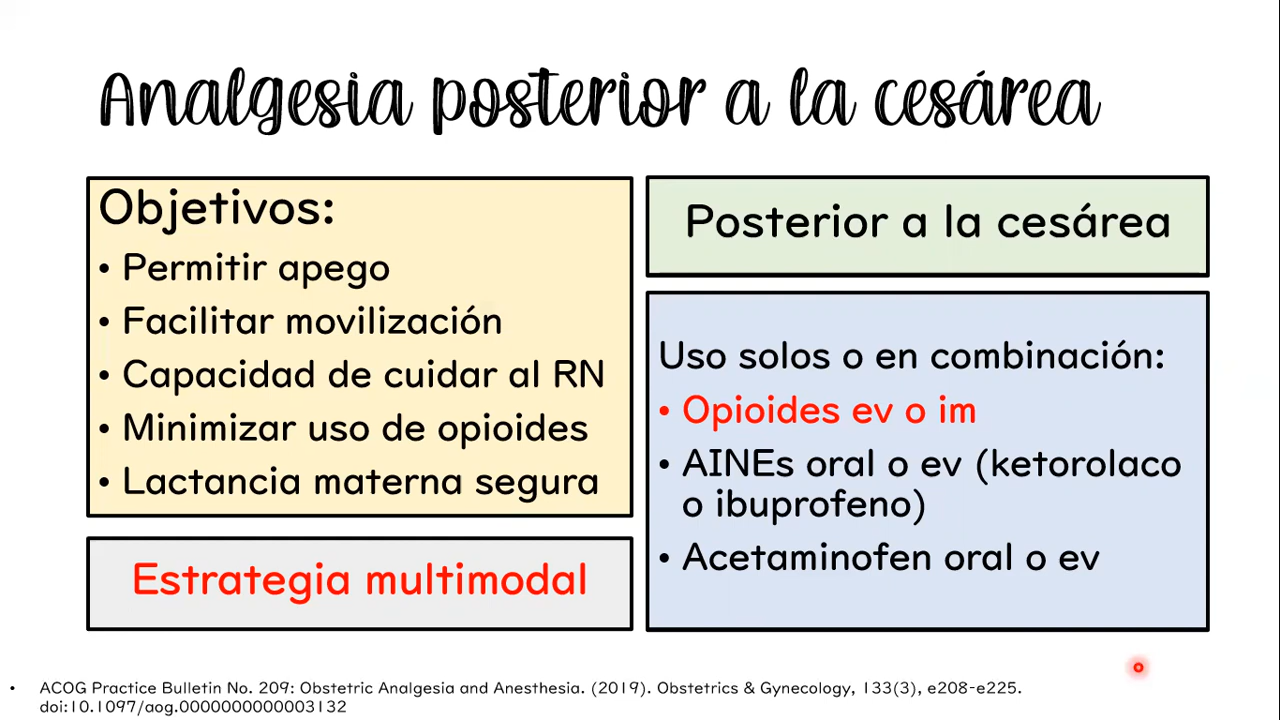 Analgesia posterior a la cesárea
Objetivos:
• Permitir apego
• Facilitar movilización
• Capacidad de cuidar al RN
• Minimizar uso de opioides
• Lactancia materna segura
Estrategia multimodal
Posterior a la cesárea
Uso solos o en combinación:
• Opioides ev o im
• AINEs oral o ev (ketorolaco
o ibuprofeno)
• Acetaminofen oral o ev
• ACOG Practice Bulletin No. 209: Obstetric Analgesia and Anesthesia. (2019). Obstetrics & Gynecology, 133(3), e208-e225.
doi:10.1097/aog.0000000000003132